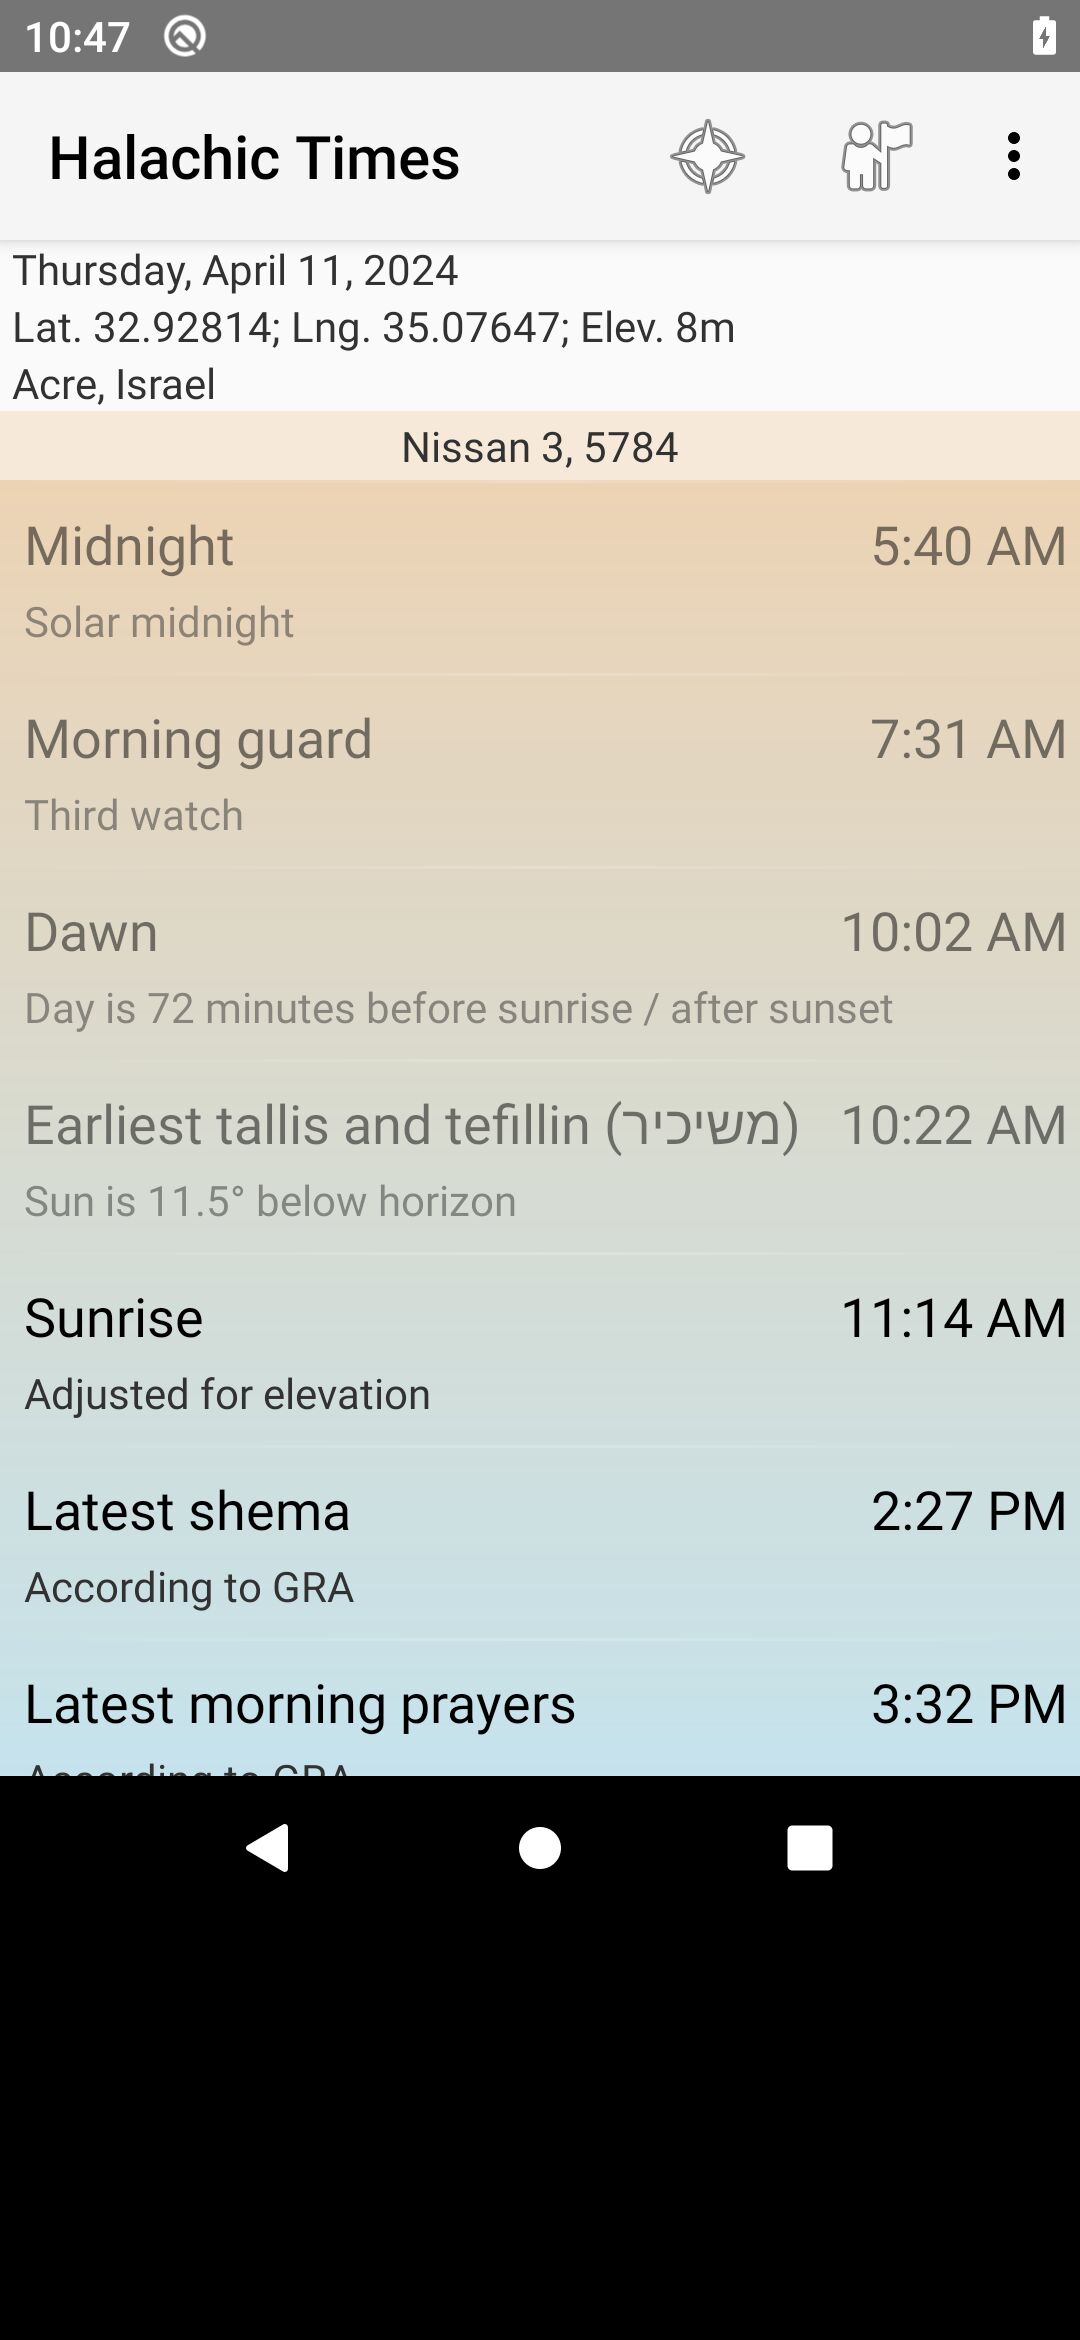 10:47
Halachic Times
Thursday, April 11, 2024
Lat. 32.92814; Lng. 35.07647; Elev. 8m
Acre, Israel
Nissan 3, 5784
Midnight 5:40 AM
Solar midnight
Morning guard 7:31 AM
Third watch
Dawn 10:02 AM
Day is 72 minutes before sunrise / after sunset
Earliest tallis and tefillin (משיכיר) 10:22 AM
Sun is 11.5° below horizon
Sunrise 11:14 AM
Adjusted for elevation
Latest shema 2:27 PM
According to GRA
Latest morning prayers 3:32 PM
According to GRA